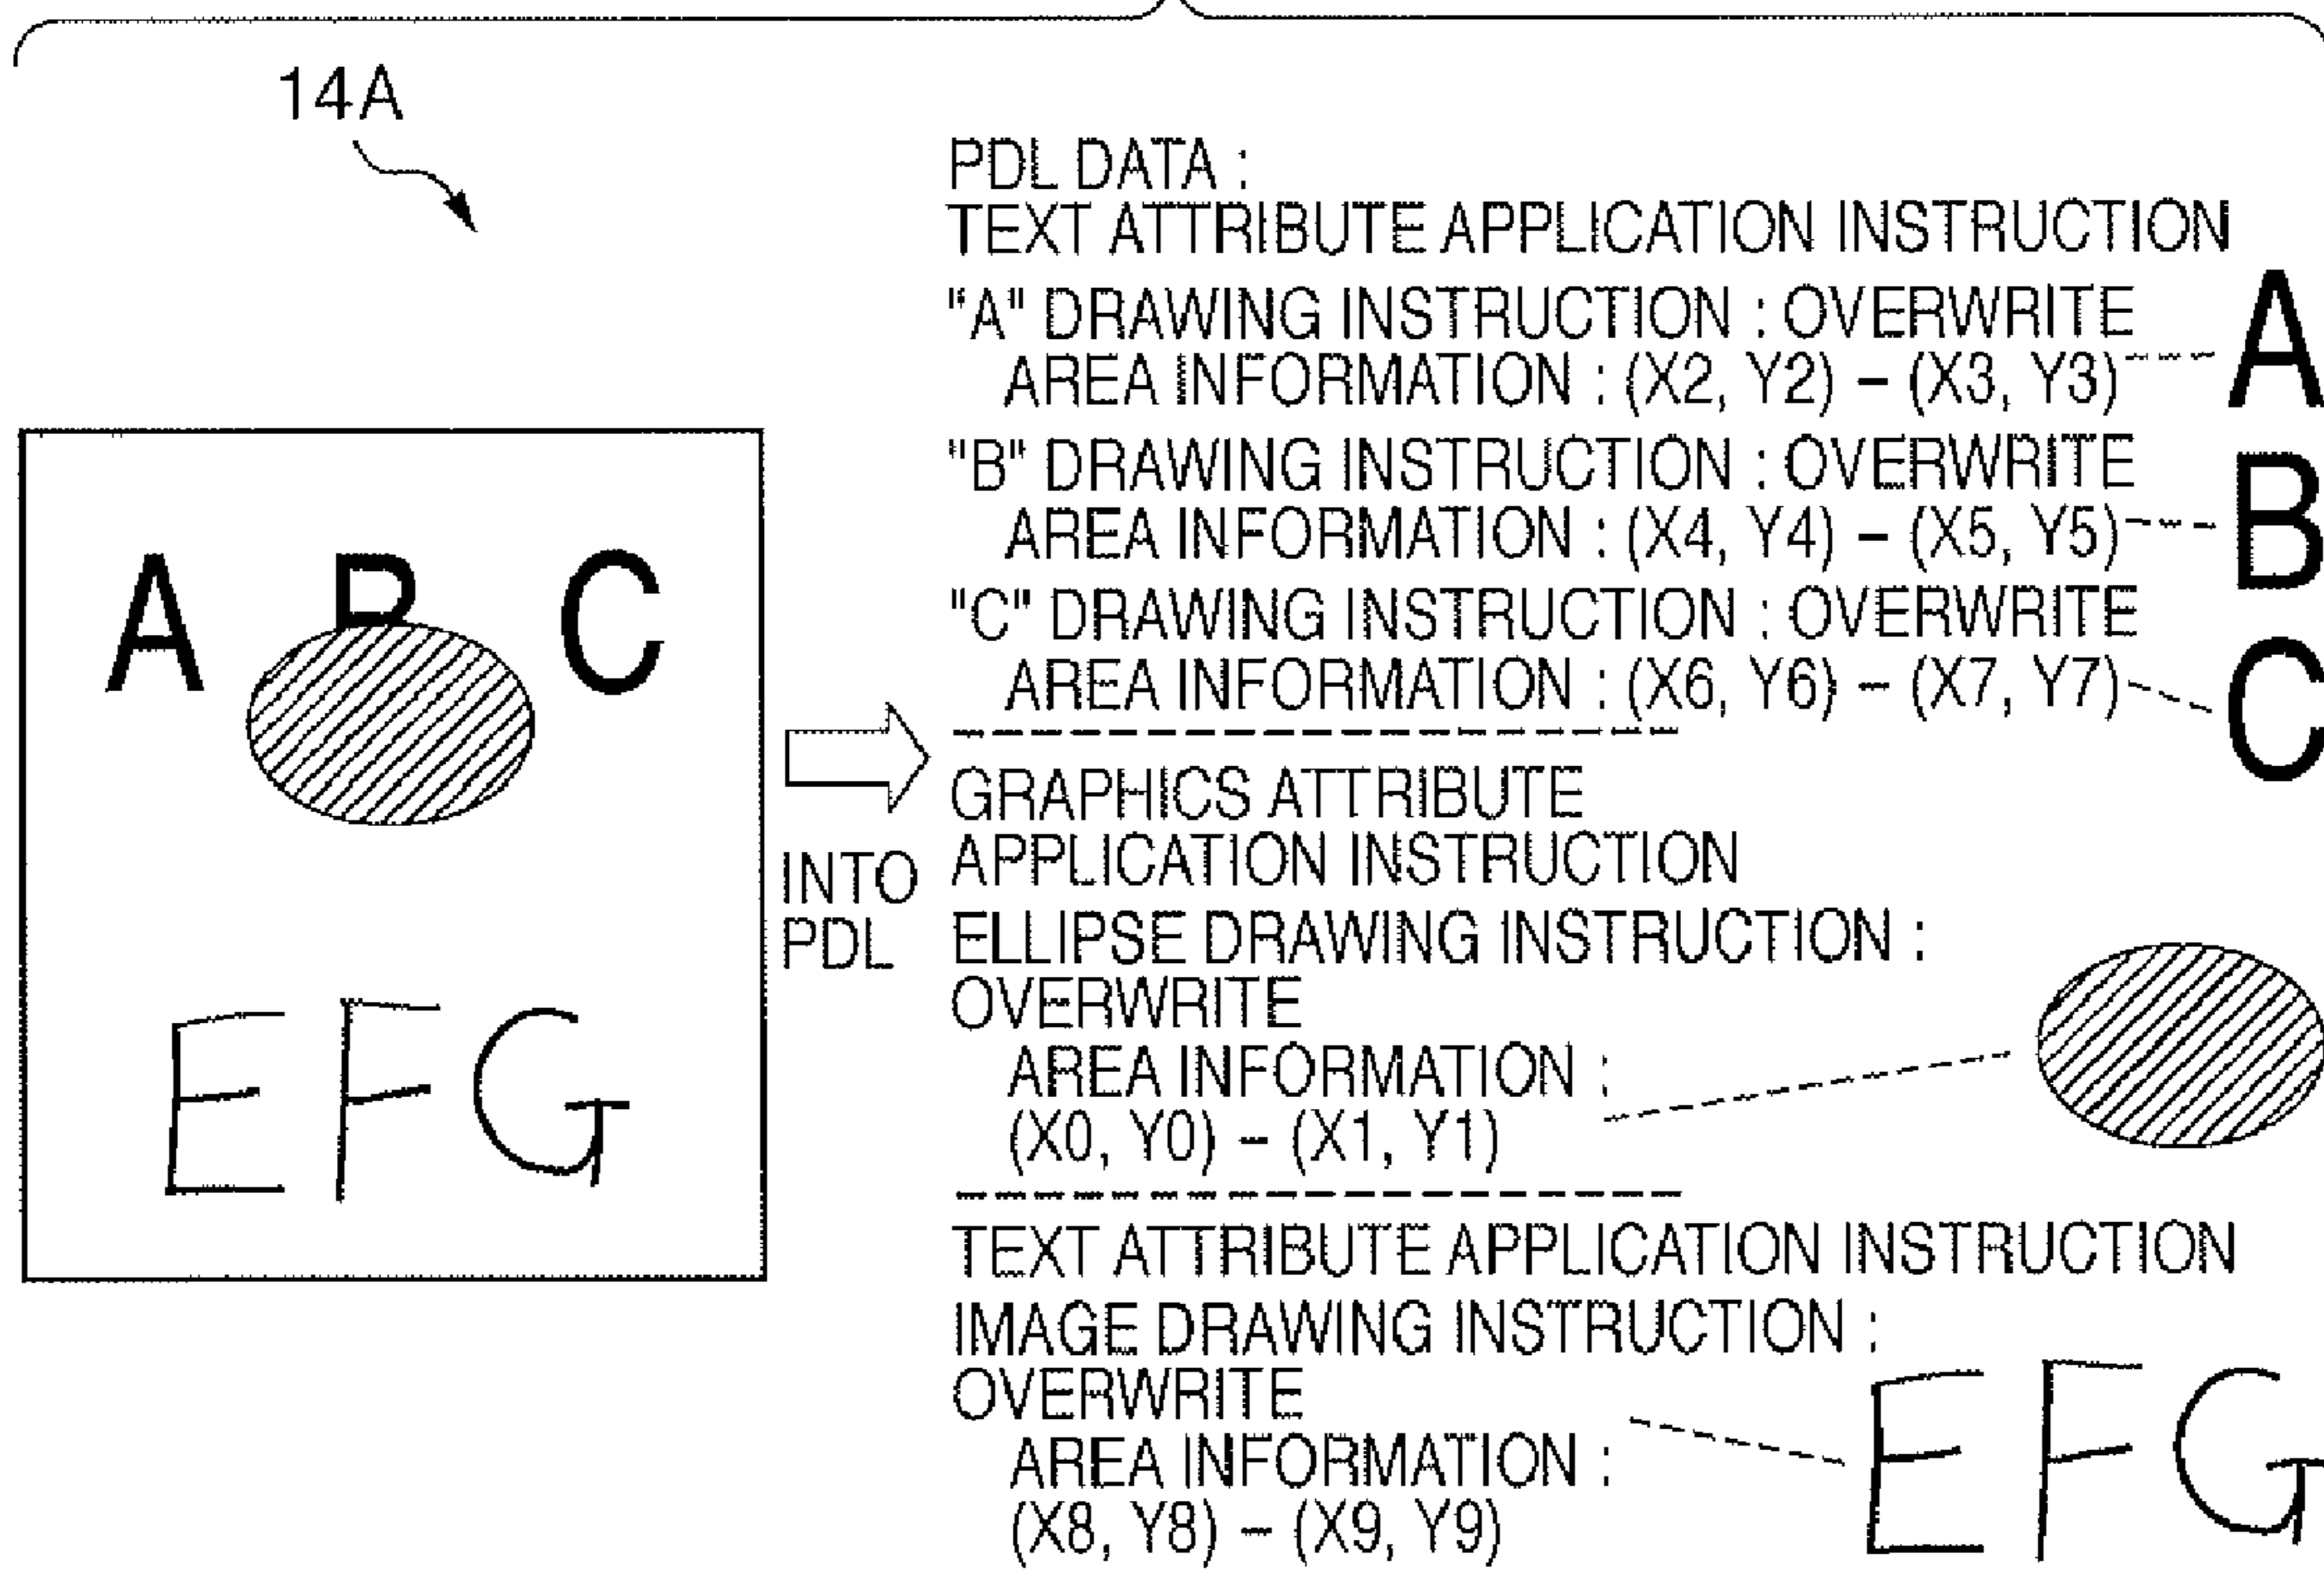 14A
A B C
E F G
INTO
PDL
PDL DATA :
TEXT ATTRIBUTE APPLICATION INSTRUCTION
"A" DRAWING INSTRUCTION : OVERWRITE
AREA INFORMATION : (X2, Y2) – (X3, Y3)
A
"B" DRAWING INSTRUCTION : OVERWRITE
AREA INFORMATION : (X4, Y4) – (X5, Y5)
B
"C" DRAWING INSTRUCTION : OVERWRITE
AREA INFORMATION : (X6, Y6) – (X7, Y7)
C
GRAPHICS ATTRIBUTE
APPLICATION INSTRUCTION
ELLIPSE DRAWING INSTRUCTION :
OVERWRITE
AREA INFORMATION :
(X0, Y0) – (X1, Y1)
TEXT ATTRIBUTE APPLICATION INSTRUCTION
IMAGE DRAWING INSTRUCTION :
OVERWRITE
AREA INFORMATION :
(X8, Y8) – (X9, Y9)
E F G